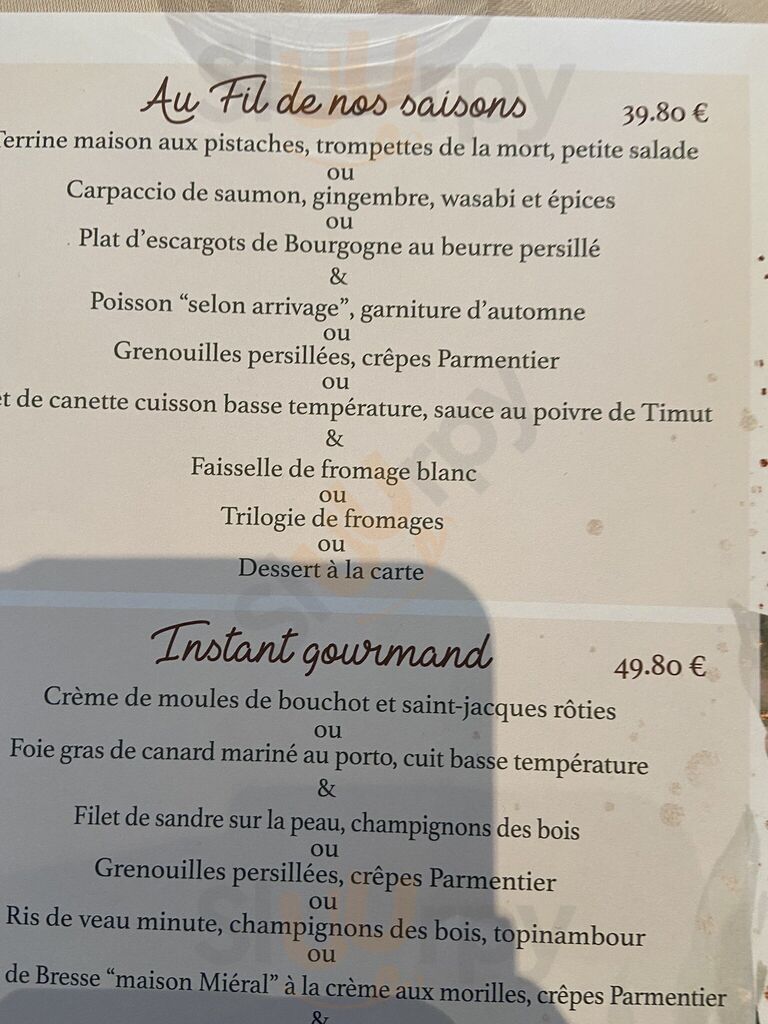 Au Fil de nos saisons 39.80 €
Terrine maison aux pistaches, trompettes de la mort, petite salade
ou
Carpaccio de saumon, gingembre, wasabi et épices
ou
Plat d'escargots de Bourgogne au beurre persillé
&
Poisson “selon arrivage”, garniture d'automne
ou
Grenouilles persillées, crêpes Parmentier
ou
de canette cuisson basse température, sauce au poivre de Timut
&
Faisselle de fromage blanc
ou
Trilogie de fromages
ou
Dessert à la carte
Instant gourmand 49.80 €
Crème de moules de bouchot et saint-jacques rôties
ou
Foie gras de canard mariné au porto, cuit basse température
&
Filet de sandre sur la peau, champignons des bois
ou
Grenouilles persillées, crêpes Parmentier
ou
Ris de veau minute, champignons des bois, topinambour
ou
de Bresse “maison Miéral” à la crème aux morilles, crêpes Parmentier
&